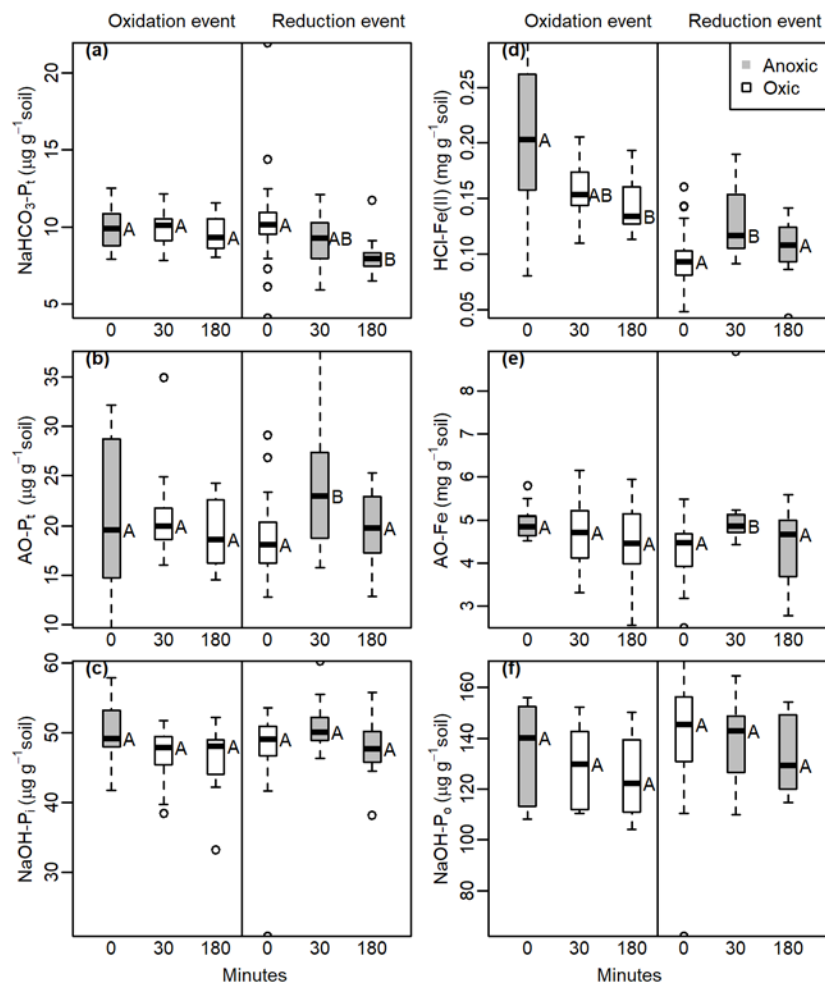 Oxidation event Reduction event Oxidation event Reduction event
(a)
NaHCO3-Pt (µg g−1soil)
20
15
10
5
A A A A AB B
0 30 180 0 30 180
(d)
HCl-Fe(II) (mg g−1soil)
0.25
0.20
0.15
0.10
0.05
A AB B A B A
Anoxic
Oxic
0 30 180 0 30 180
(b)
AO-Pt (µg g−1soil)
35
30
25
20
15
10
A A A A B A
0 30 180 0 30 180
(e)
AO-Fe (mg g−1soil)
8
7
6
5
4
3
A A A A B A
0 30 180 0 30 180
(c)
NaOH-Pi (µg g−1soil)
60
50
40
30
A A A A A A
0 30 180 0 30 180
Minutes
(f)
NaOH-Po (µg g−1soil)
160
140
120
100
80
A A A A A A
0 30 180 0 30 180
Minutes